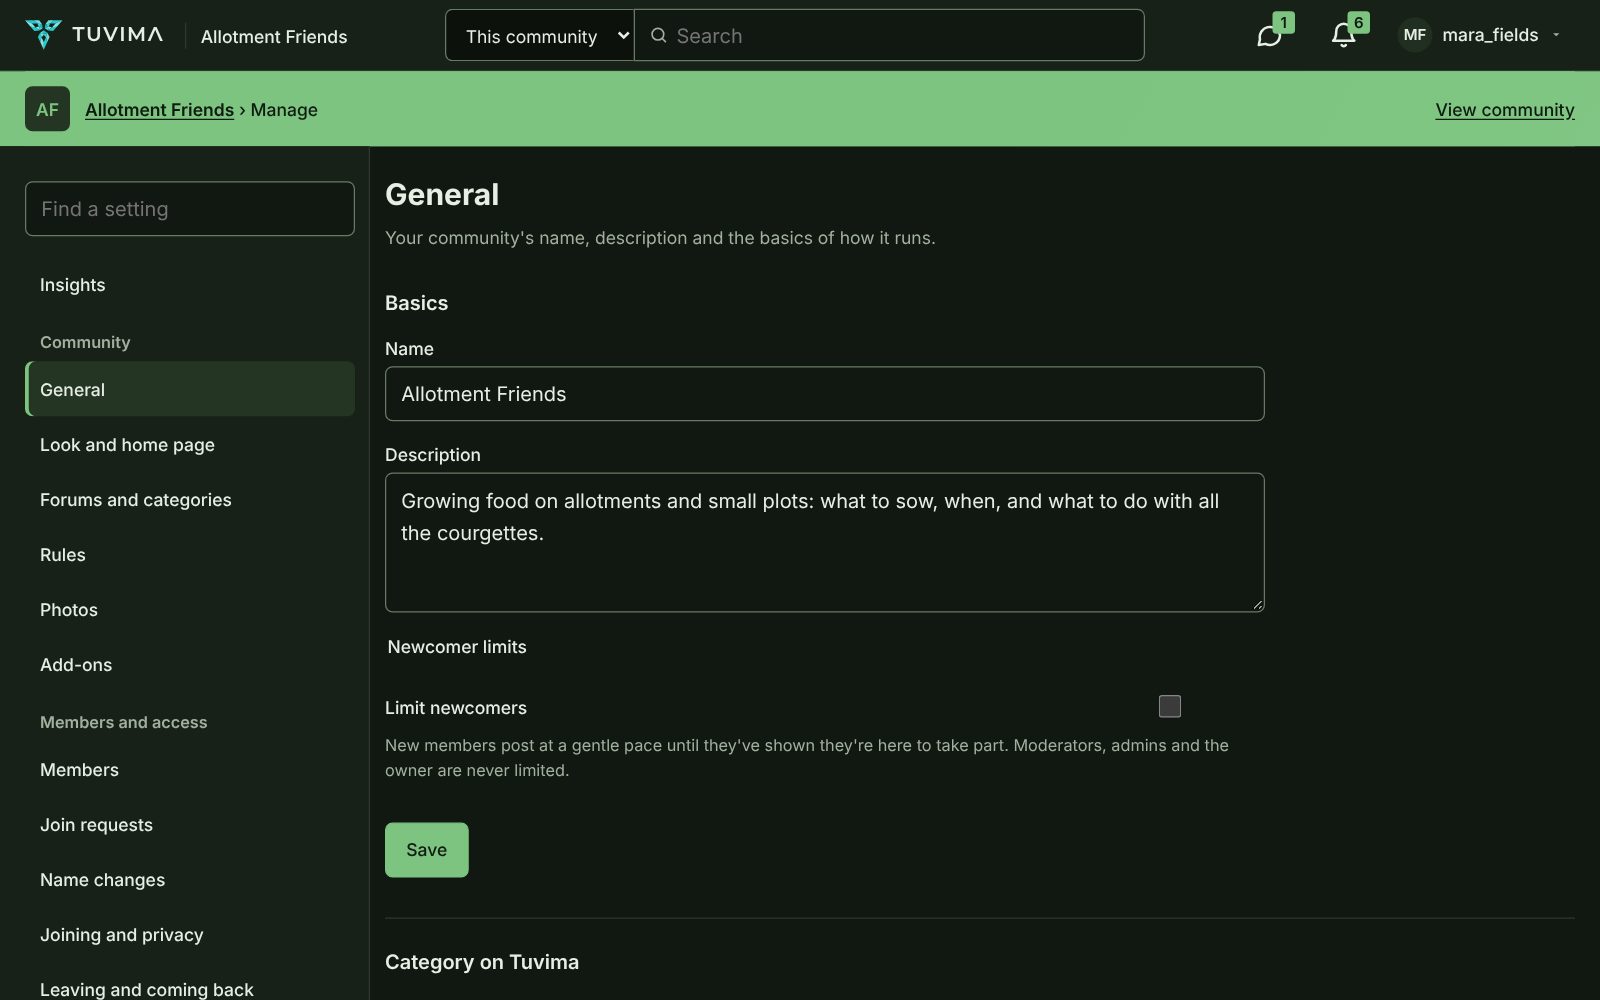 TUVIMA
Allotment Friends
This community
Search
1
6
MF
mara_fields
AF
Allotment Friends › Manage
View community
Find a setting
Insights
Community
General
Look and home page
Forums and categories
Rules
Photos
Add-ons
Members and access
Members
Join requests
Name changes
Joining and privacy
Leaving and coming back
General
Your community's name, description and the basics of how it runs.
Basics
Name
Allotment Friends
Description
Growing food on allotments and small plots: what to sow, when, and what to do with all
the courgettes.
Newcomer limits
Limit newcomers
New members post at a gentle pace until they've shown they're here to take part. Moderators, admins and the
owner are never limited.
Save
Category on Tuvima